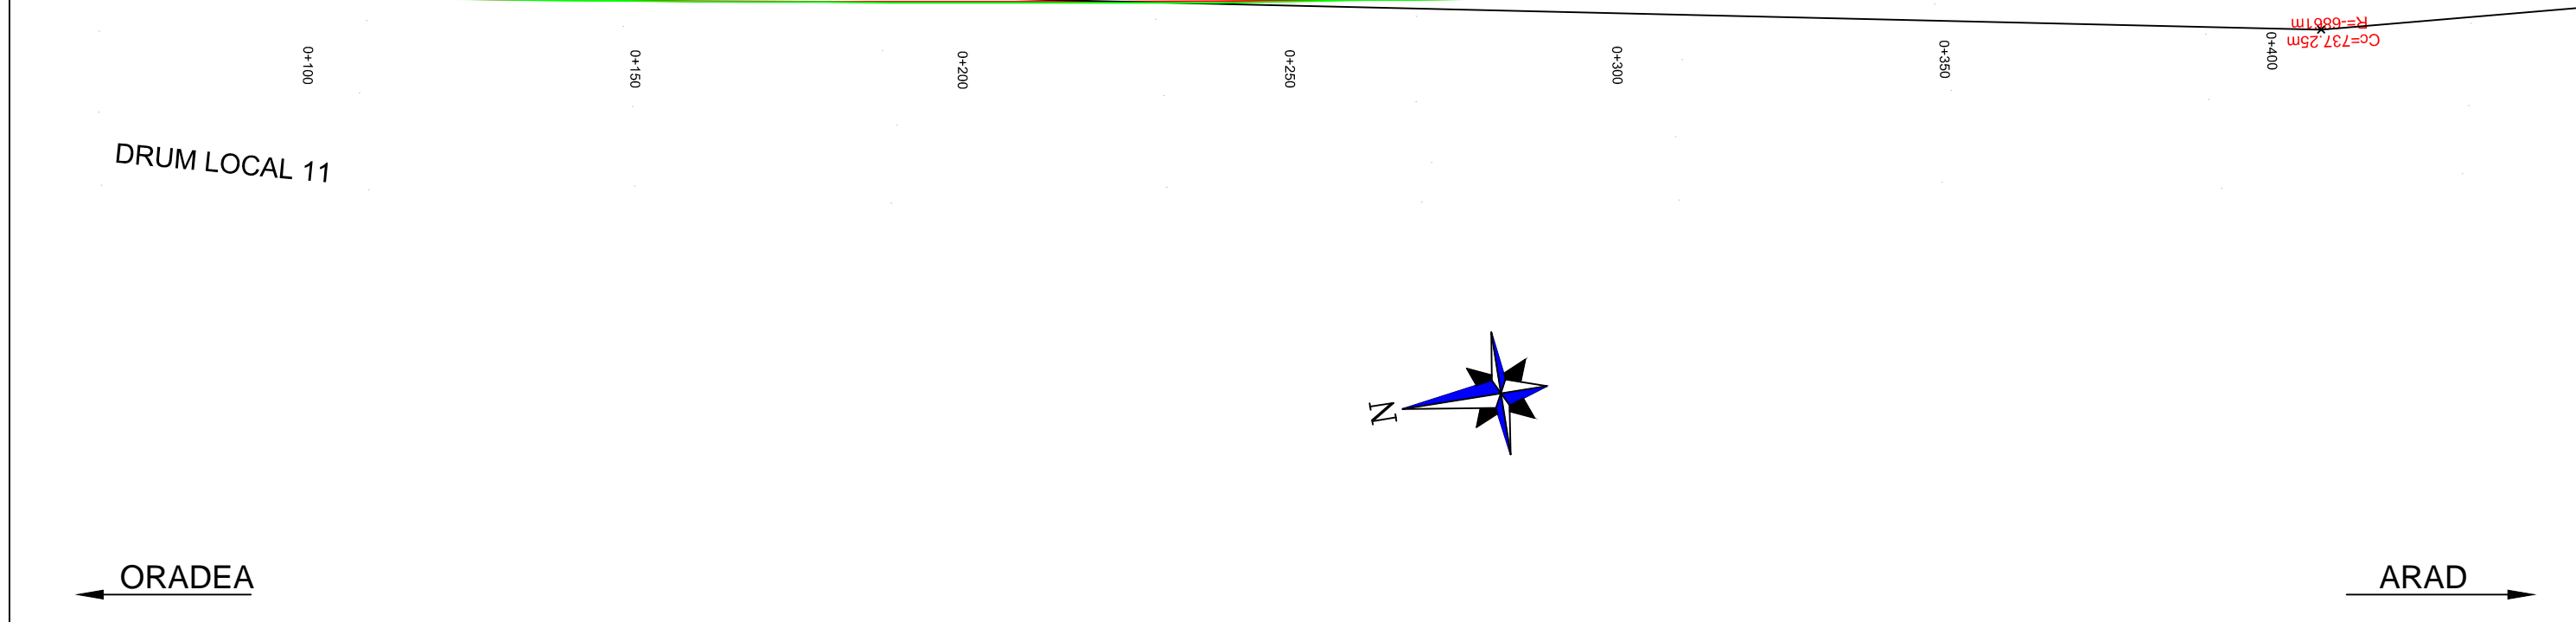 Cc=737.25m
R=-6861m
0+100
0+150
0+200
0+250
0+300
0+350
0+400
DRUM LOCAL 11
N
ORADEA
ARAD